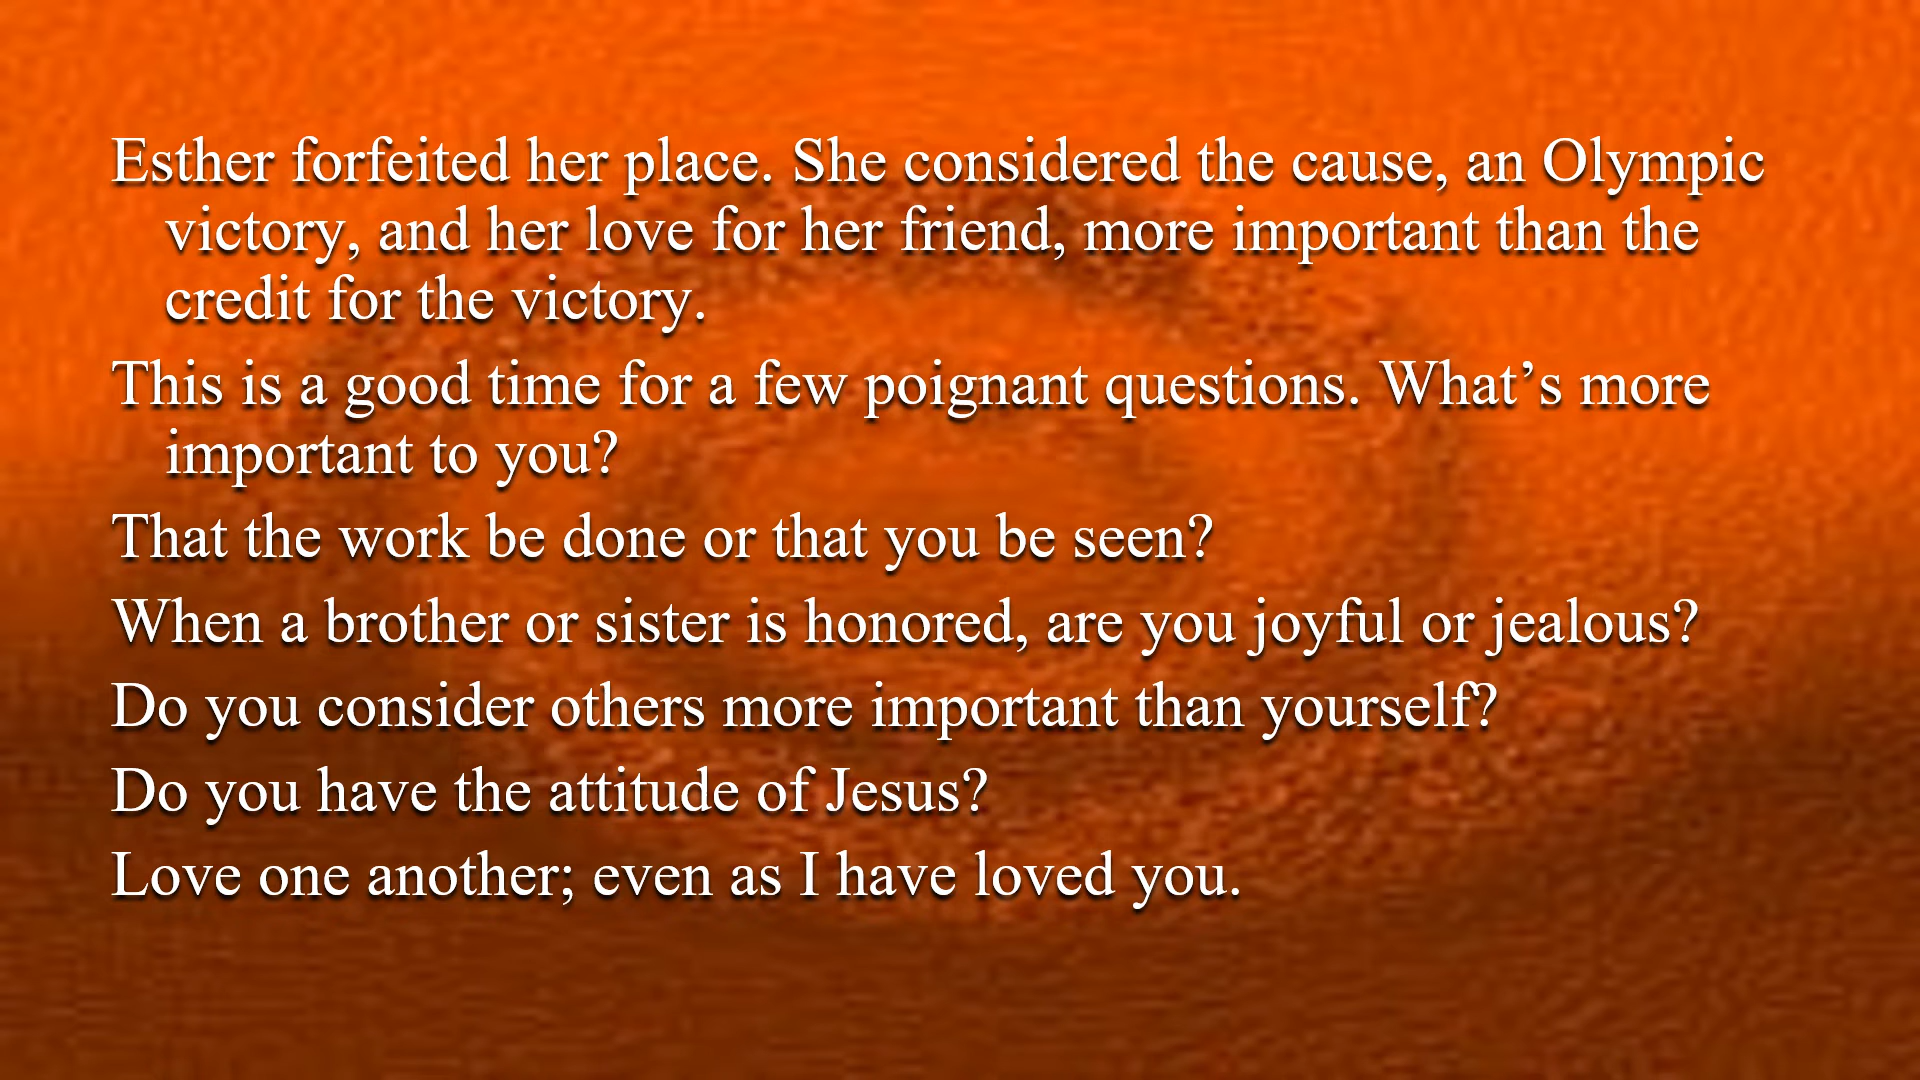 Esther forfeited her place. She considered the cause, an Olympic
victory, and her love for her friend, more important than the
credit for the victory.
This is a good time for a few poignant questions. What’s more
important to you?
That the work be done or that you be seen?
When a brother or sister is honored, are you joyful or jealous?
Do you consider others more important than yourself?
Do you have the attitude of Jesus?
Love one another; even as I have loved you.